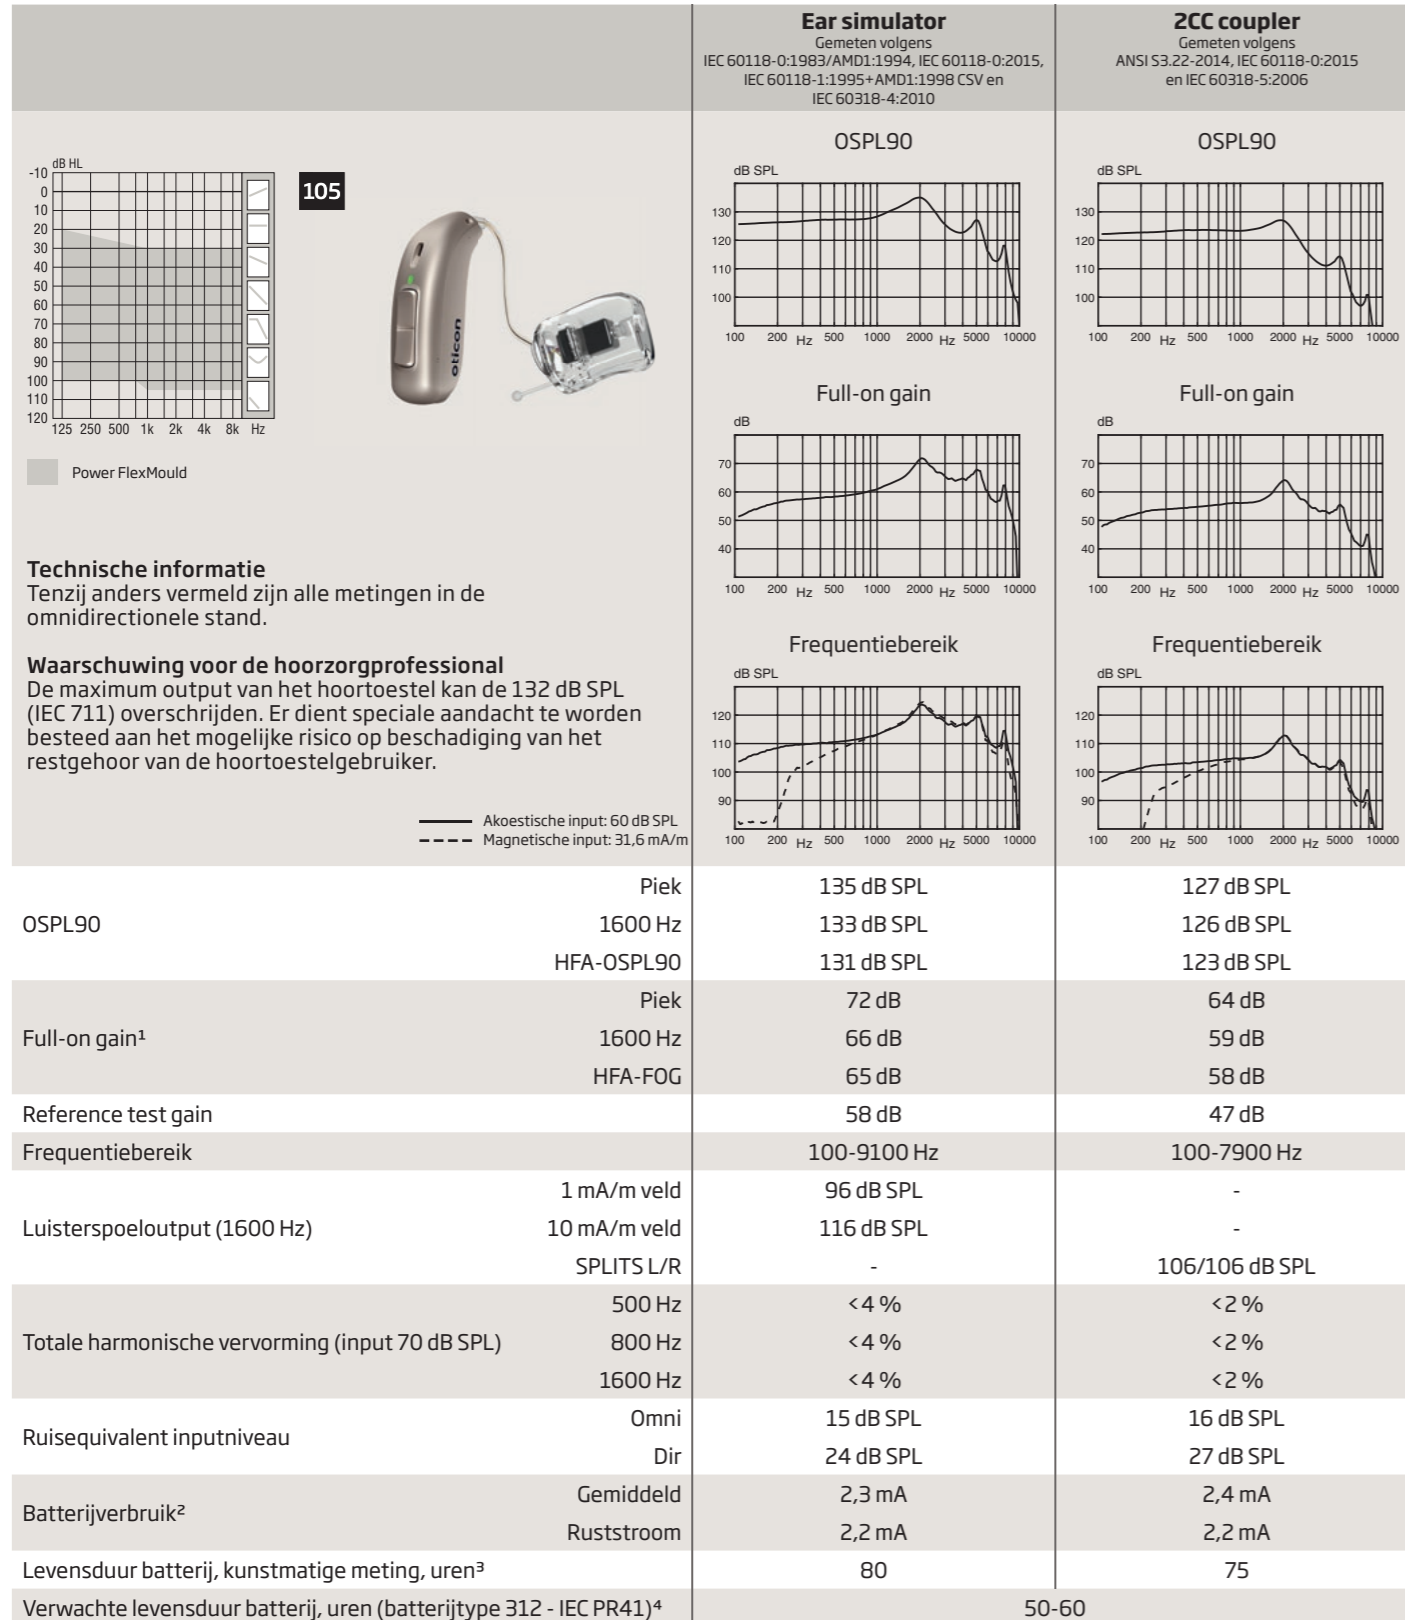 Ear simulator
Gemeten volgens
IEC 60118-0:1983/AMD1:1994, IEC 60118-0:2015,
IEC 60118-1:1995+AMD1:1998 CSV en
IEC 60318-4:2010
2CC coupler
Gemeten volgens
ANSI S3.22-2014, IEC 60118-0:2015
en IEC 60318-5:2006
dB HL
-10
0
10
20
30
40
50
60
70
80
90
100
110
120
125 250 500 1k 2k 4k 8k Hz
105
oticon
Power FlexMould
Technische informatie
Tenzij anders vermeld zijn alle metingen in de
omnidirectionele stand.
Waarschuwing voor de hoorzorgprofessional
De maximum output van het hoortoestel kan de 132 dB SPL
(IEC 711) overschrijden. Er dient speciale aandacht te worden
besteed aan het mogelijke risico op beschadiging van het
restgehoor van de hoortoestelgebruiker.
Akoestische input: 60 dB SPL
Magnetische input: 31,6 mA/m
OSPL90
dB SPL
130
120
110
100
100 200 Hz 500 1000 2000 Hz 5000 10000
Full-on gain
dB
70
60
50
40
100 200 Hz 500 1000 2000 Hz 5000 10000
Frequentiebereik
dB SPL
120
110
100
90
100 200 Hz 500 1000 2000 Hz 5000 10000
OSPL90
dB SPL
130
120
110
100
100 200 Hz 500 1000 2000 Hz 5000 10000
Full-on gain
dB
70
60
50
40
100 200 Hz 500 1000 2000 Hz 5000 10000
Frequentiebereik
dB SPL
120
110
100
90
100 200 Hz 500 1000 2000 Hz 5000 10000
OSPL90
Piek 135 dB SPL 127 dB SPL
1600 Hz 133 dB SPL 126 dB SPL
HFA-OSPL90 131 dB SPL 123 dB SPL
Full-on gain¹
Piek 72 dB 64 dB
1600 Hz 66 dB 59 dB
HFA-FOG 65 dB 58 dB
Reference test gain 58 dB 47 dB
Frequentiebereik 100-9100 Hz 100-7900 Hz
Luisterspoeloutput (1600 Hz)
1 mA/m veld 96 dB SPL -
10 mA/m veld 116 dB SPL -
SPLITS L/R - 106/106 dB SPL
Totale harmonische vervorming (input 70 dB SPL)
500 Hz <4 % <2 %
800 Hz <4 % <2 %
1600 Hz <4 % <2 %
Ruisequivalent inputniveau
Omni 15 dB SPL 16 dB SPL
Dir 24 dB SPL 27 dB SPL
Batterijverbruik²
Gemiddeld 2,3 mA 2,4 mA
Ruststroom 2,2 mA 2,2 mA
Levensduur batterij, kunstmatige meting, uren³ 80 75
Verwachte levensduur batterij, uren (batterijtype 312 - IEC PR41)⁴ 50-60